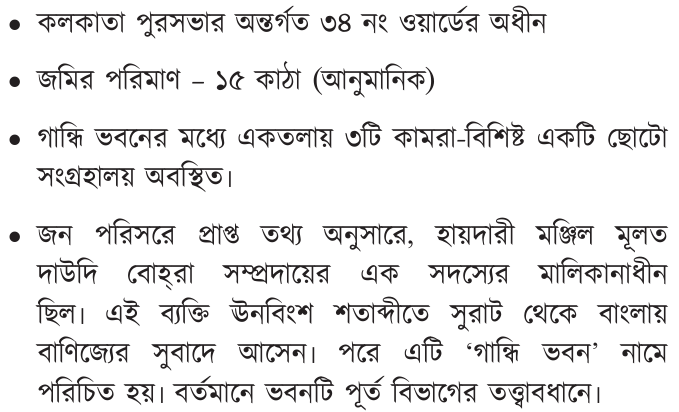 • কলকাতা পুরসভার অন্তর্গত ৩৪ নং ওয়ার্ডের অধীন
• জমির পরিমাণ – ১৫ কাঠা (আনুমানিক)
• গান্ধি ভবনের মধ্যে একতলায় ৩টি কামরা-বিশিষ্ট একটি ছোটো
সংগ্রহালয় অবস্থিত।
• জন পরিসরে প্রাপ্ত তথ্য অনুসারে, হায়দারী মঞ্জিল মূলত
দাউদি বোহ্‌রা সম্প্রদায়ের এক সদস্যের মালিকানাধীন
ছিল। এই ব্যক্তি ঊনবিংশ শতাব্দীতে সুরাট থেকে বাংলায়
বাণিজ্যের সুবাদে আসেন। পরে এটি ‘গান্ধি ভবন’ নামে
পরিচিত হয়। বর্তমানে ভবনটি পূর্ত বিভাগের তত্ত্বাবধানে।